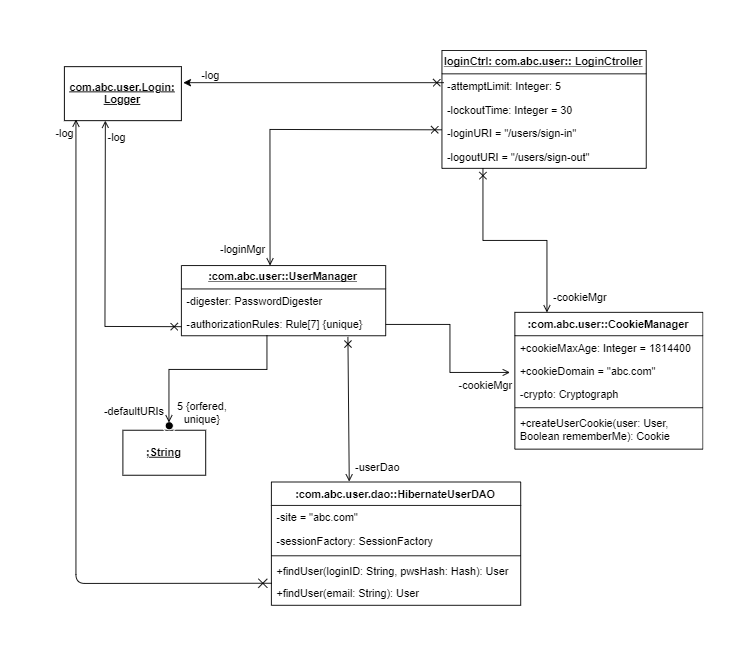 loginCtrl: com.abc.user:: LoginCtroller
-attemptLimit: Integer: 5
-lockoutTime: Integer = 30
-loginURI = "/users/sign-in"
-logoutURI = "/users/sign-out"
-log
com.abc.user.Login:
Logger
-log
-log
-loginMgr
:com.abc.user::UserManager
-digester: PasswordDigester
-authorizationRules: Rule[7] {unique}
-cookieMgr
:com.abc.user::CookieManager
+cookieMaxAge: Integer = 1814400
+cookieDomain = "abc.com"
-crypto: Cryptograph
+createUserCookie(user: User,
Boolean rememberMe): Cookie
-cookieMgr
-defaultURIs
5 {orfered,
unique}
;String
-userDao
:com.abc.user.dao::HibernateUserDAO
-site = "abc.com"
-sessionFactory: SessionFactory
+findUser(loginID: String, pwsHash: Hash): User
+findUser(email: String): User